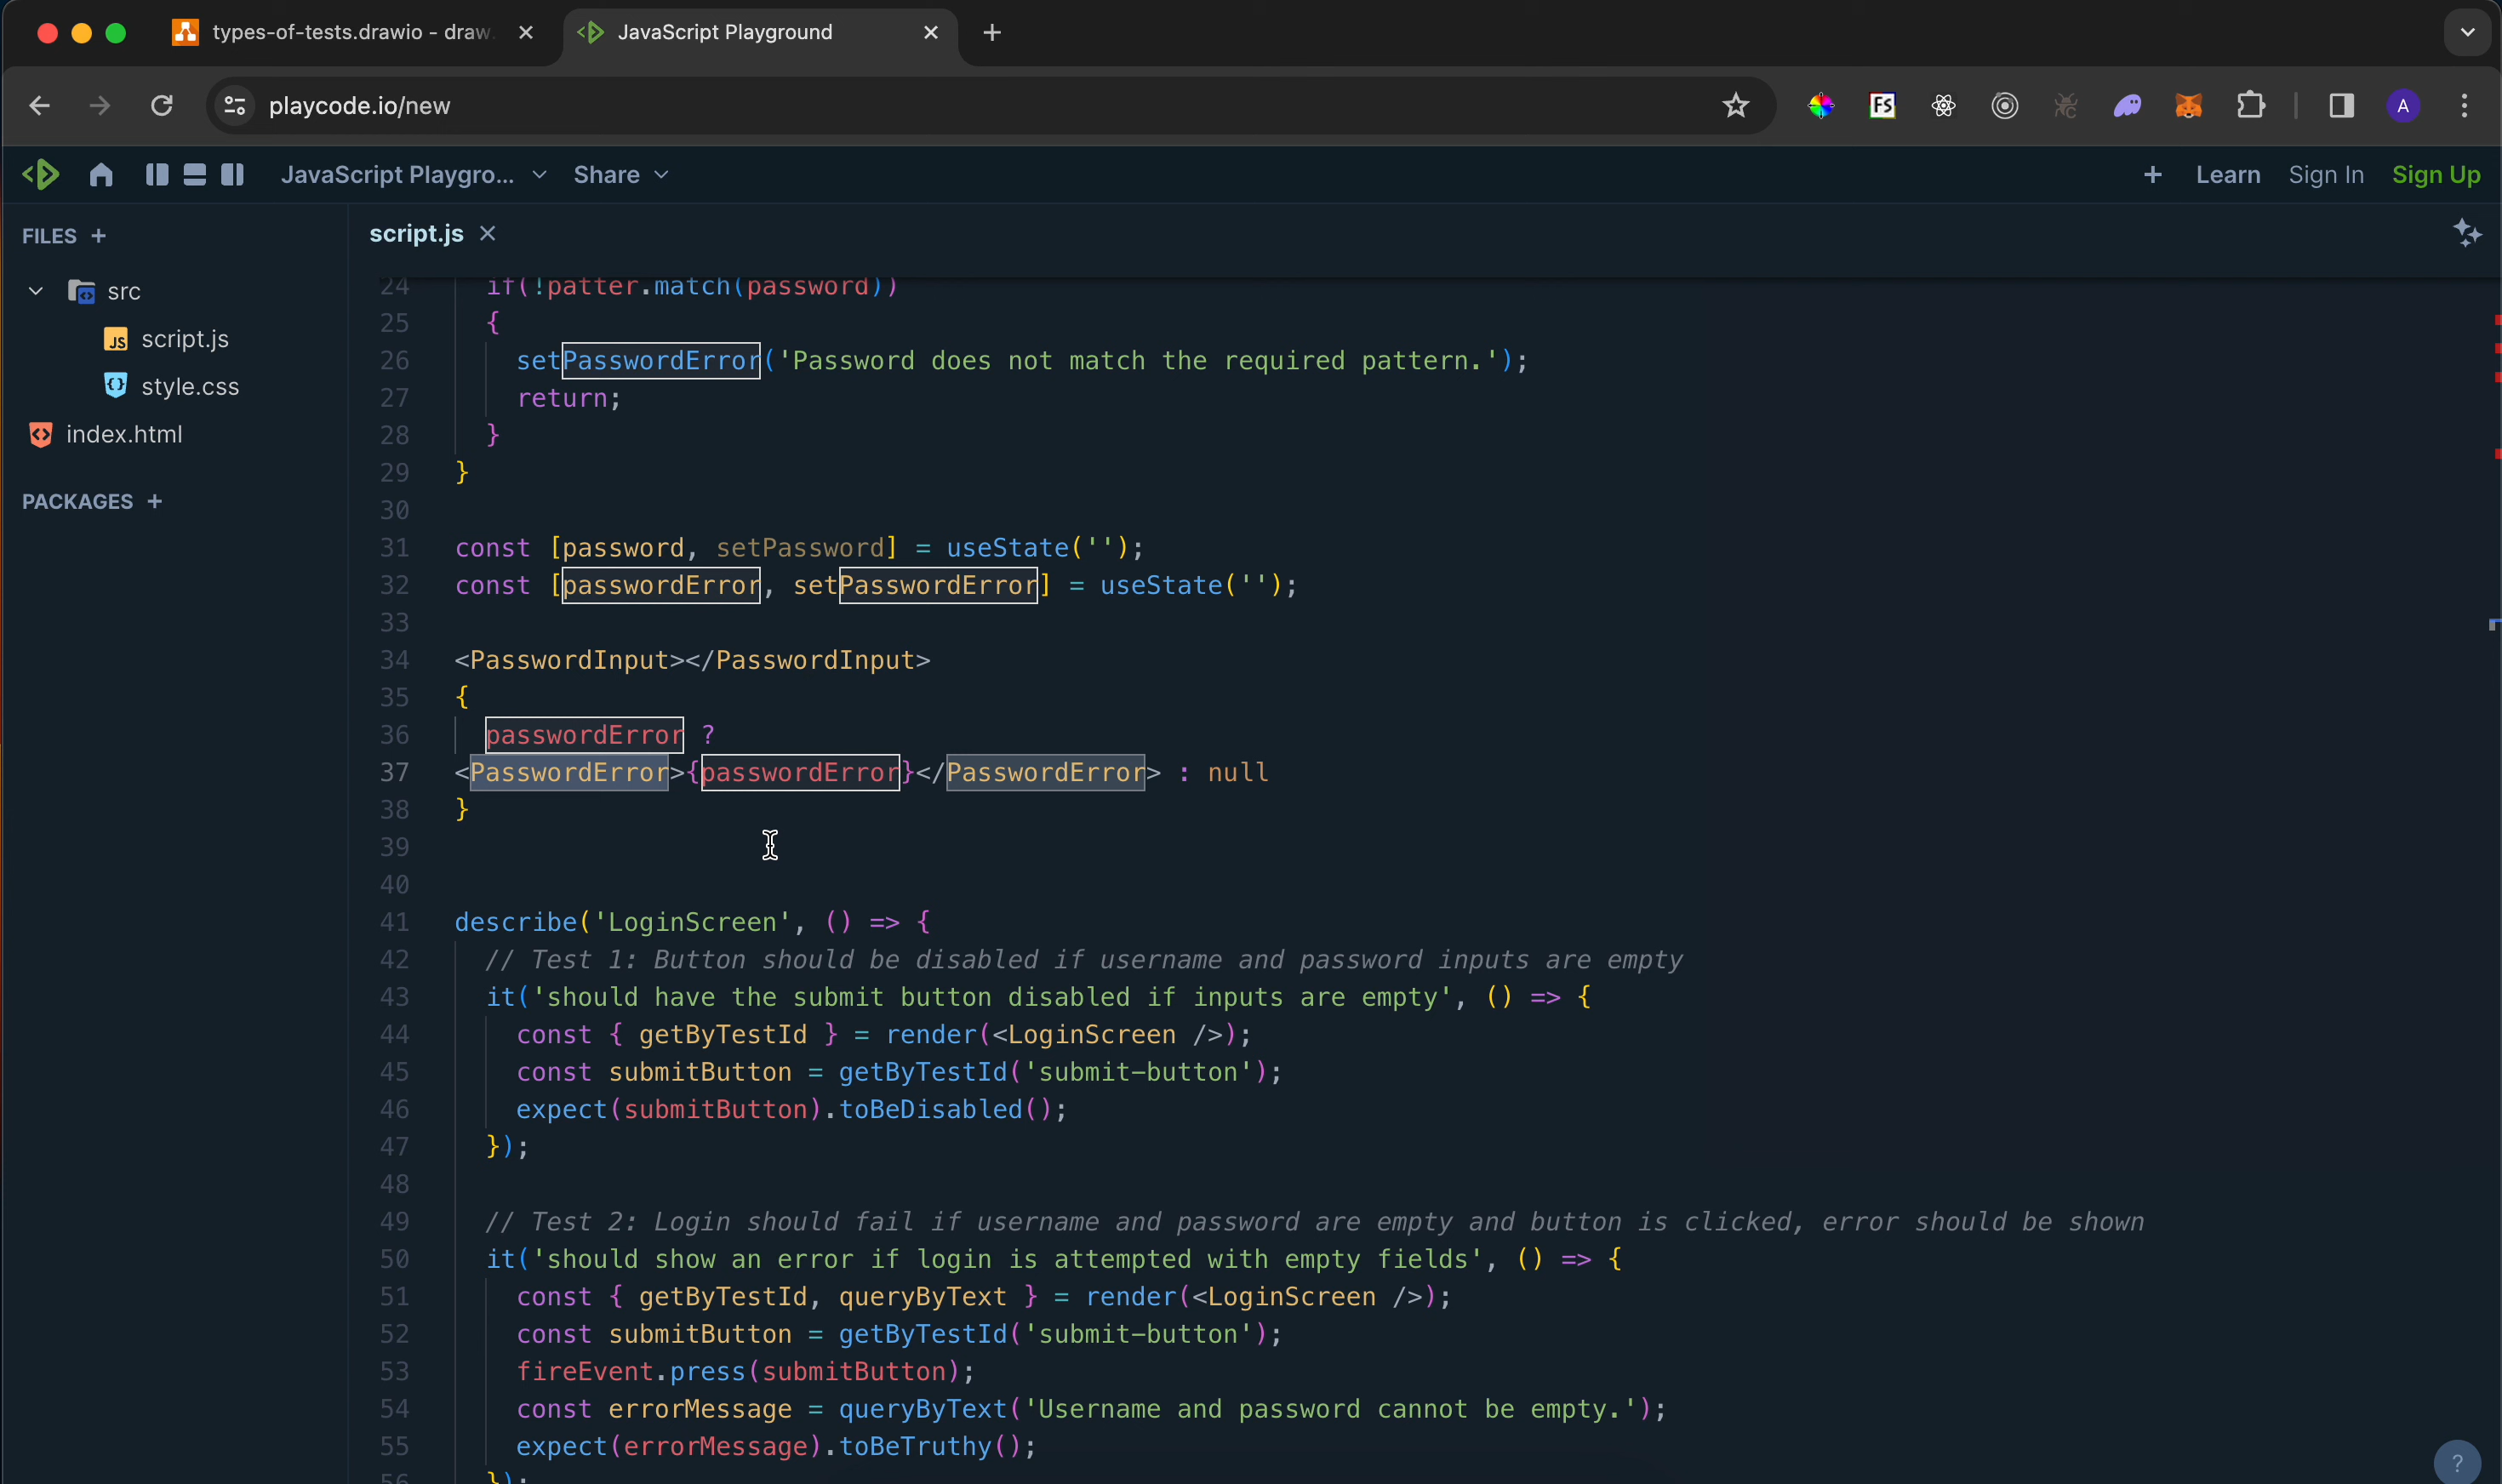 types-of-tests.drawio - draw
JavaScript Playground
playcode.io/new
FS
A
JavaScript Playgro...
Share
+ Learn Sign In Sign Up
FILES +
script.js
src
JS script.js
style.css
index.html
PACKAGES +
24 if(!patter.match(password))
25 {
26 setPasswordError('Password does not match the required pattern.');
27 return;
28 }
29 }
30
31 const [password, setPassword] = useState('');
32 const [passwordError, setPasswordError] = useState('');
33
34 <PasswordInput></PasswordInput>
35 {
36 passwordError ?
37 <PasswordError>{passwordError}</PasswordError> : null
38 }
39
40
41 describe('LoginScreen', () => {
42 // Test 1: Button should be disabled if username and password inputs are empty
43 it('should have the submit button disabled if inputs are empty', () => {
44 const { getByTestId } = render(<LoginScreen />);
45 const submitButton = getByTestId('submit-button');
46 expect(submitButton).toBeDisabled();
47 });
48
49 // Test 2: Login should fail if username and password are empty and button is clicked, error should be shown
50 it('should show an error if login is attempted with empty fields', () => {
51 const { getByTestId, queryByText } = render(<LoginScreen />);
52 const submitButton = getByTestId('submit-button');
53 fireEvent.press(submitButton);
54 const errorMessage = queryByText('Username and password cannot be empty.');
55 expect(errorMessage).toBeTruthy();
56 });
?